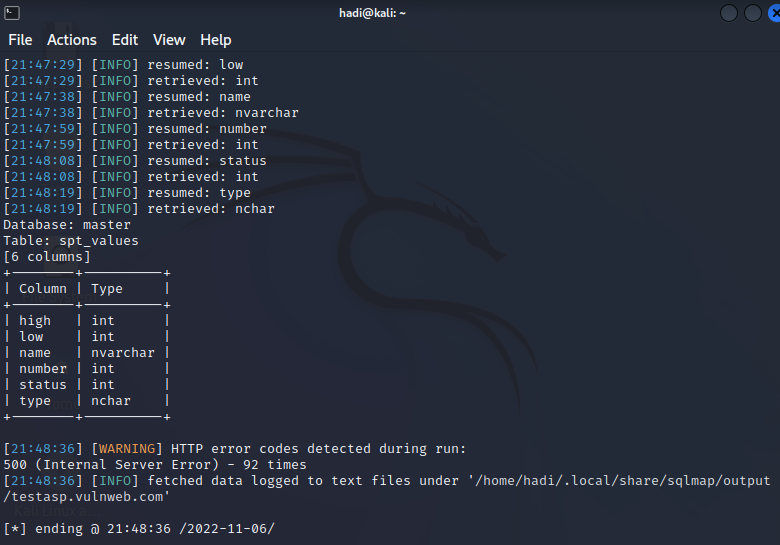 hadi@kali: ~
File Actions Edit View Help
[21:47:29] [INFO] resumed: low
[21:47:29] [INFO] retrieved: int
[21:47:38] [INFO] resumed: name
[21:47:38] [INFO] retrieved: nvarchar
[21:47:59] [INFO] resumed: number
[21:47:59] [INFO] retrieved: int
[21:48:08] [INFO] resumed: status
[21:48:08] [INFO] retrieved: int
[21:48:19] [INFO] resumed: type
[21:48:19] [INFO] retrieved: nchar
Database: master
Table: spt_values
[6 columns]
+--------+----------+
| Column | Type     |
+--------+----------+
| high   | int      |
| low    | int      |
| name   | nvarchar |
| number | int      |
| status | int      |
| type   | nchar    |
+--------+----------+
[21:48:36] [WARNING] HTTP error codes detected during run:
500 (Internal Server Error) - 92 times
[21:48:36] [INFO] fetched data logged to text files under '/home/hadi/.local/share/sqlmap/output
/testasp.vulnweb.com'
[*] ending @ 21:48:36 /2022-11-06/